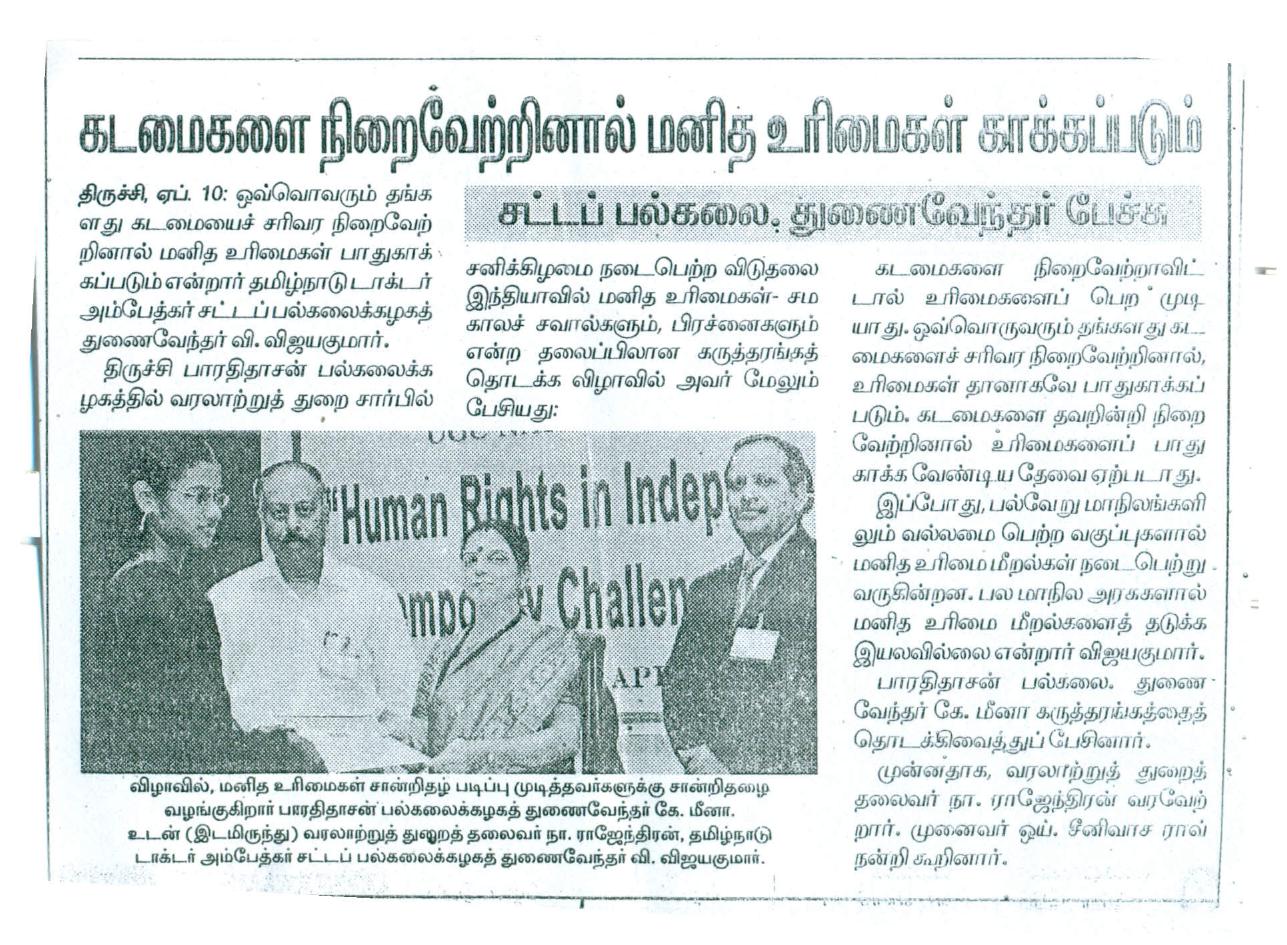 கடமைகளை நிறைவேற்றினால் மனித உரிமைகள் காக்கப்படும்
சட்டப் பல்கலை. துணைவேந்தர் பேச்சு
திருச்சி, ஏப். 10: ஒவ்வொவரும் தங்க
ளது கடமையைச் சரிவர நிறைவேற்
றினால் மனித உரிமைகள் பாதுகாக்
கப்படும் என்றார் தமிழ்நாடு டாக்டர்
அம்பேத்கர் சட்டப் பல்கலைக்கழகத்
துணைவேந்தர் வி. விஜயகுமார்.
திருச்சி பாரதிதாசன் பல்கலைக்க
ழகத்தில் வரலாற்றுத் துறை சார்பில்
சனிக்கிழமை நடைபெற்ற விடுதலை
இந்தியாவில் மனித உரிமைகள்- சம
காலச் சவால்களும், பிரச்னைகளும்
என்ற தலைப்பிலான கருத்தரங்கத்
தொடக்க விழாவில் அவர் மேலும்
பேசியது:
கடமைகளை நிறைவேற்றாவிட்
டால் உரிமைகளைப் பெற முடி
யாது. ஒவ்வொருவரும் தங்களது கட
மைகளைச் சரிவர நிறைவேற்றினால்,
உரிமைகள் தானாகவே பாதுகாக்கப்
படும். கடமைகளை தவறின்றி நிறை
வேற்றினால் உரிமைகளைப் பாது
காக்க வேண்டிய தேவை ஏற்படாது.
இப்போது, பல்வேறு மாநிலங்களி
லும் வல்லமை பெற்ற வகுப்புகளால்
மனித உரிமை மீறல்கள் நடைபெற்று
வருகின்றன. பல மாநில அரசுகளால்
மனித உரிமை மீறல்களைத் தடுக்க
இயலவில்லை என்றார் விஜயகுமார்.
பாரதிதாசன் பல்கலை. துணை
வேந்தர் கே. மீனா கருத்தரங்கத்தைத்
தொடக்கிவைத்துப் பேசினார்.
முன்னதாக, வரலாற்றுத் துறைத்
தலைவர் நா. ராஜேந்திரன் வரவேற்
றார். முனைவர் ஒய். சீனிவாச ராவ்
நன்றி கூறினார்.
UGC
"Human Rights in Indep
mpo y Challen
API
விழாவில், மனித உரிமைகள் சான்றிதழ் படிப்பு முடித்தவர்களுக்கு சான்றிதழை
வழங்குகிறார் பாரதிதாசன் பல்கலைக்கழகத் துணைவேந்தர் கே. மீனா.
உடன் (இடமிருந்து) வரலாற்றுத் துறைத் தலைவர் நா. ராஜேந்திரன், தமிழ்நாடு
டாக்டர் அம்பேத்கர் சட்டப் பல்கலைக்கழகத் துணைவேந்தர் வி. விஜயகுமார்.